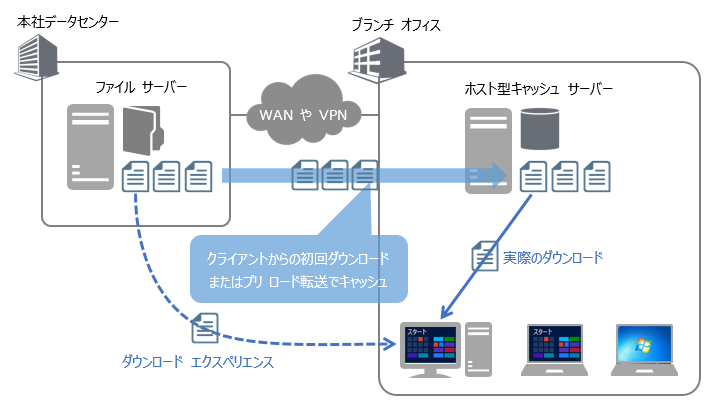 本社データセンター
ブランチ オフィス
ファイル サーバー
WAN や VPN
ホスト型キャッシュ サーバー
クライアントからの初回ダウンロード
またはプリ ロード転送でキャッシュ
実際のダウンロード
ダウンロード エクスペリエンス
スタート
スタート